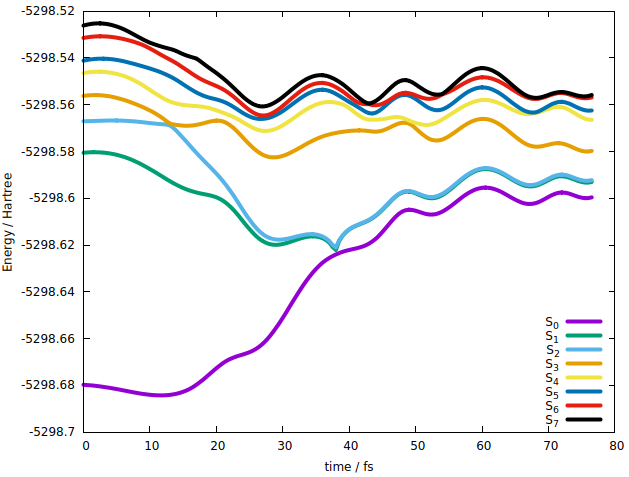 -5298.52
-5298.54
-5298.56
-5298.58
-5298.6
-5298.62
-5298.64
-5298.66
-5298.68
-5298.7
Energy / Hartree
0 10 20 30 40 50 60 70 80
time / fs
S0
S1
S2
S3
S4
S5
S6
S7